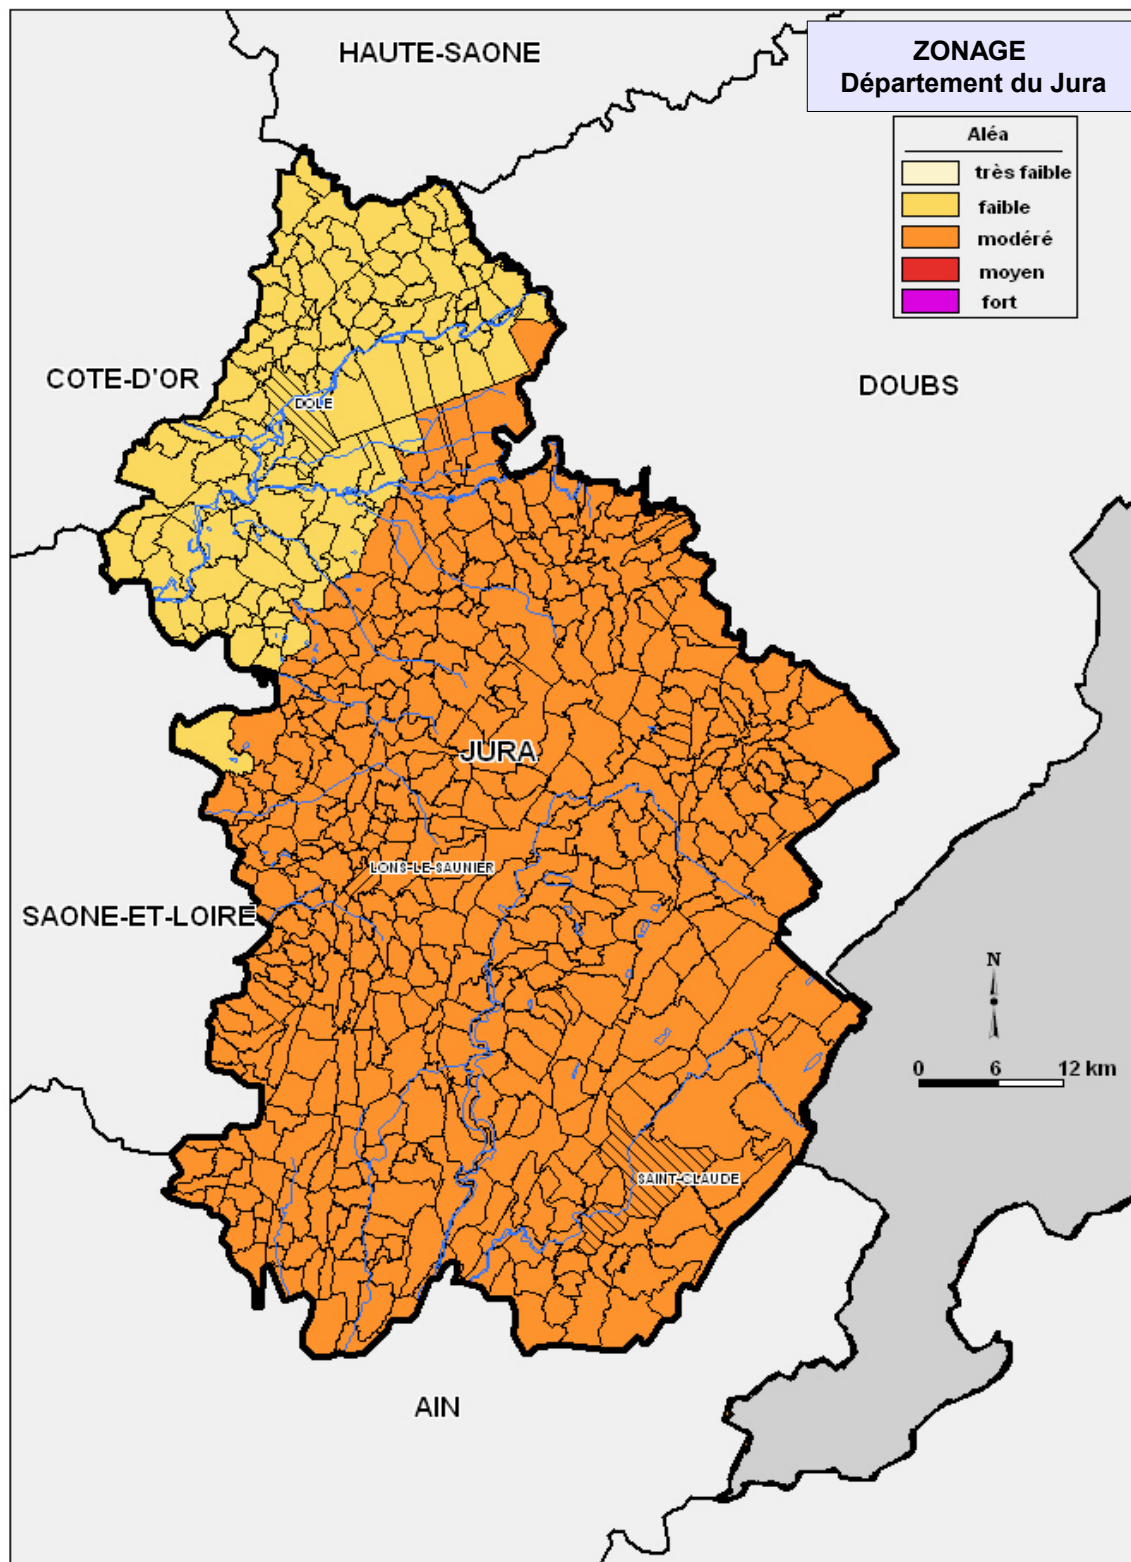 ZONAGE
Département du Jura
HAUTE-SAONE
Aléa
très faible
faible
modéré
moyen
fort
COTE-D'OR
DOLE
DOUBS
JURA
LONS-LE-SAUNIER
SAONE-ET-LOIRE
N
0 6 12 km
SAINT-CLAUDE
AIN